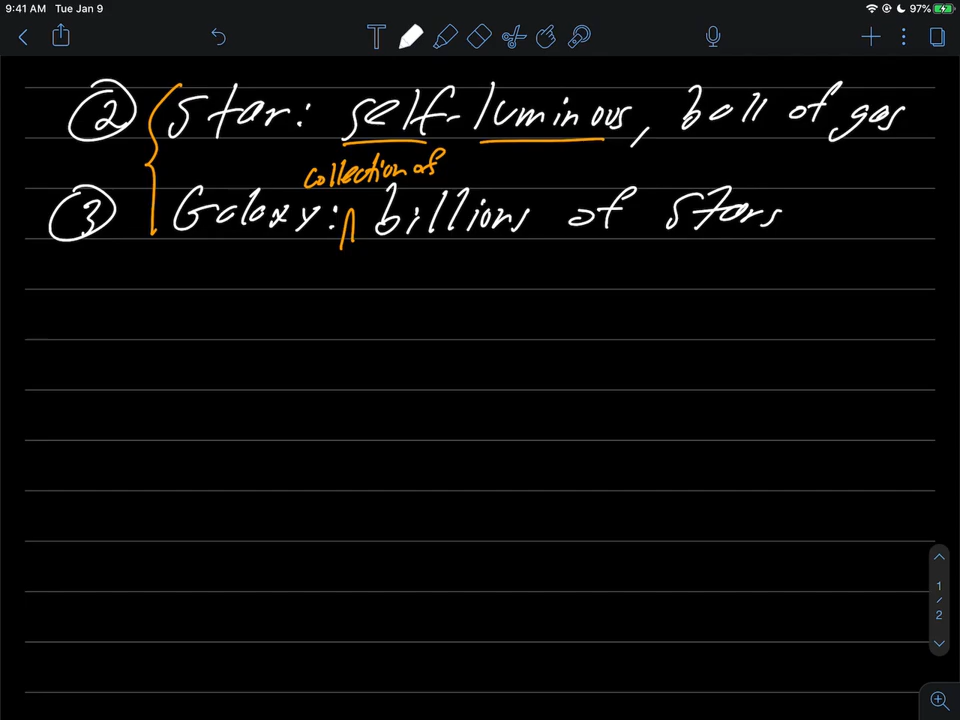 9:41 AM Tue Jan 9 97%
T
② Star: self-luminous, ball of gas
collection of
③ Galaxy: billions of stars
1
/
2